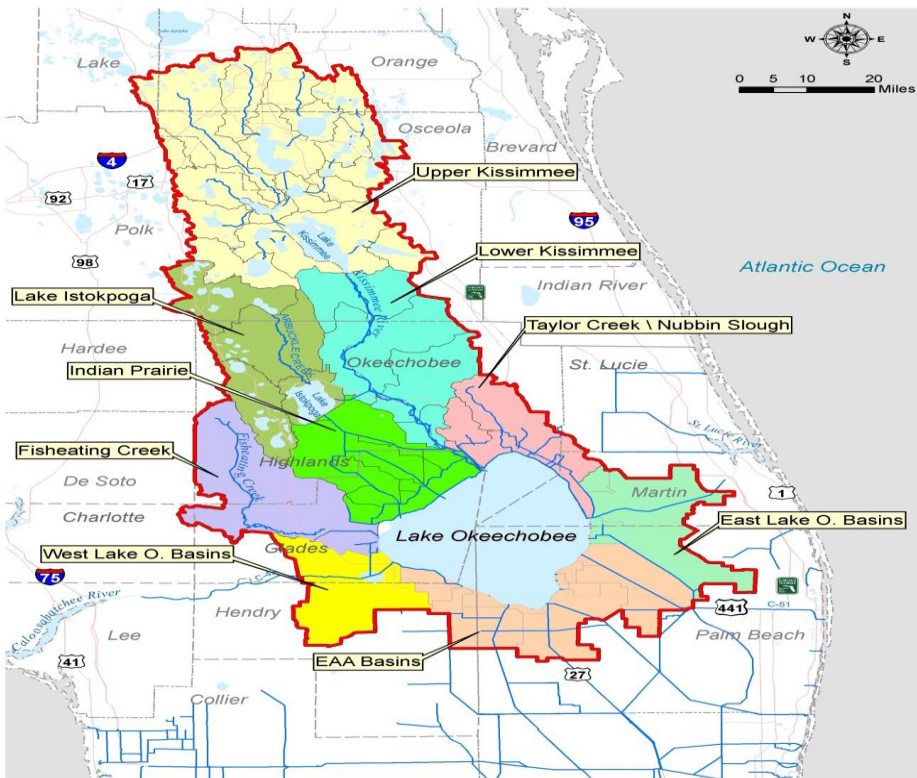 N
W
E
S
0 5 10 20
Miles
Lake
Orange
Osceola
Brevard
4
17
92
Upper Kissimmee
Polk
95
98
Lake
Kissimmee
Lower Kissimmee
Atlantic Ocean
Kissimmee River
Indian River
Lake Istokpoga
ARBUCKLE CREEK
Taylor Creek \ Nubbin Slough
Hardee
Okeechobee
St. Lucie
Indian Prairie
Lake
Istokpoga
St. Lucie River
Fisheating Creek
Fisheating Creek
Highlands
De Soto
Martin
1
Charlotte
East Lake O. Basins
Lake Okeechobee
West Lake O. Basins
Glades
75
Caloosahatchee River
Hendry
441
C-51
Lee
Palm Beach
EAA Basins
41
27
Collier